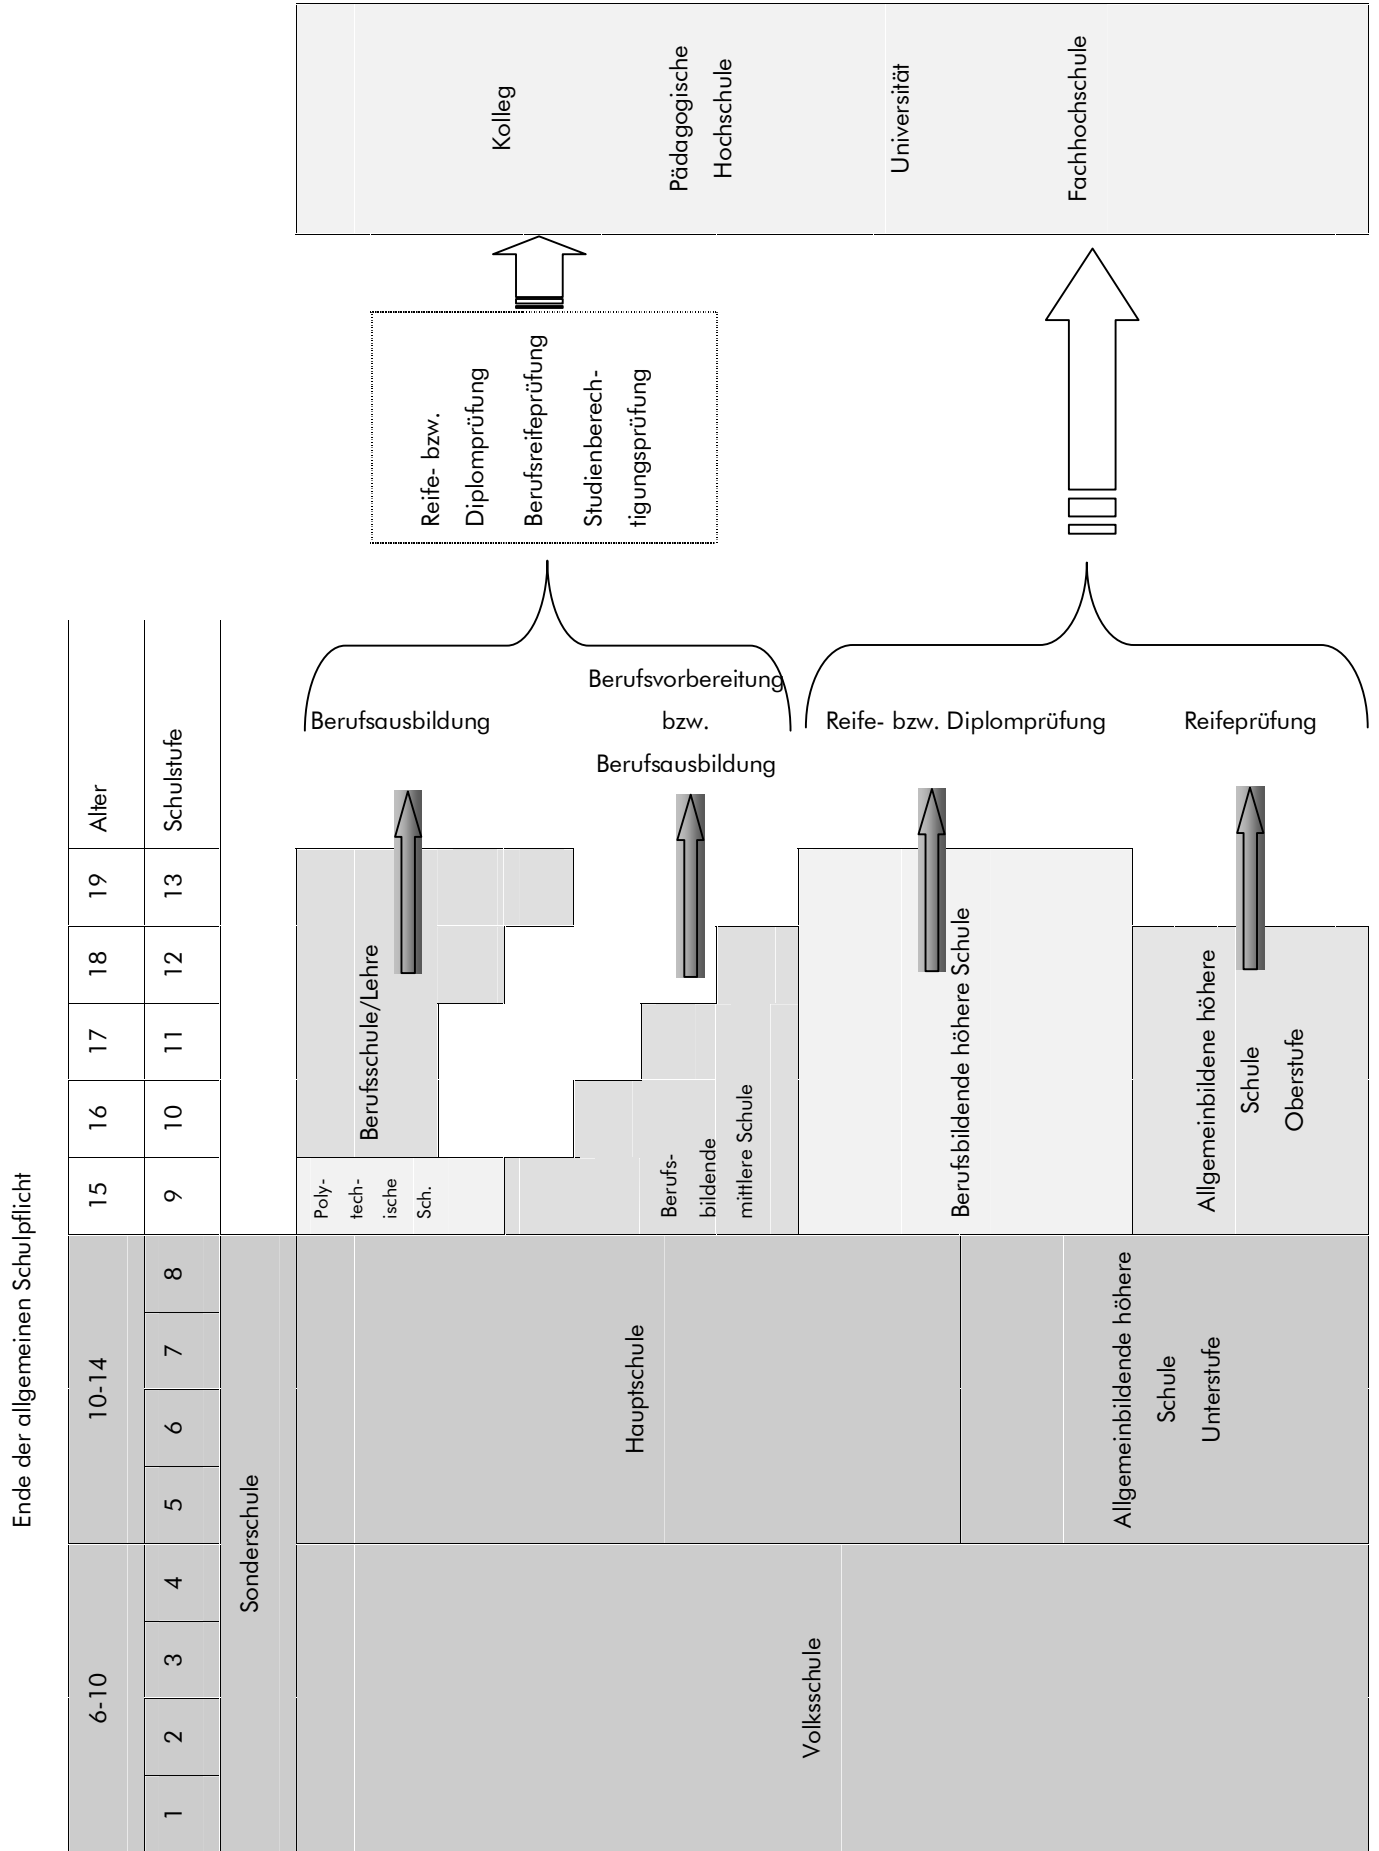 Kolleg
Pädagogische
Hochschule
Universität
Fachhochschule
Reife- bzw.
Diplomprüfung
Berufsreifeprüfung
Studienberech-
tigungsprüfung
Berufsausbildung
Berufsvorbereitung
bzw.
Berufsausbildung
Reife- bzw. Diplomprüfung
Reifeprüfung
Alter
Schulstufe
19
13
18
12
17
11
16
10
15
9
Berufsschule/Lehre
Poly-
tech-
ische
Sch.
Berufs-
bildende
mittlere Schule
Berufsbildende höhere Schule
Allgemeinbildene höhere
Schule
Oberstufe
Ende der allgemeinen Schulpflicht
10-14
8
7
6
5
Sonderschule
Hauptschule
Allgemeinbildende höhere
Schule
Unterstufe
6-10
4
3
2
1
Volksschule